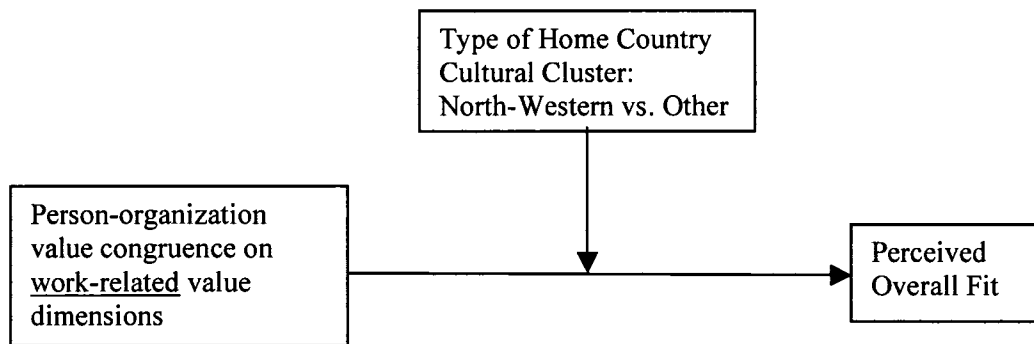 Type of Home Country
Cultural Cluster:
North-Western vs. Other
Person-organization
value congruence on
work-related value
dimensions
Perceived
Overall Fit